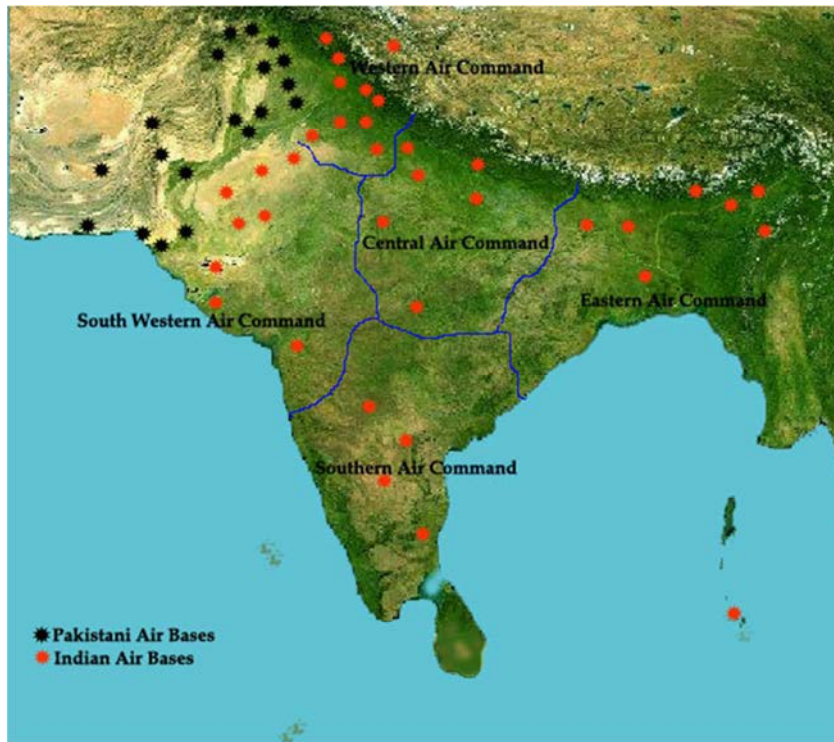 Western Air Command
Central Air Command
Eastern Air Command
South Western Air Command
Southern Air Command
Pakistani Air Bases
Indian Air Bases